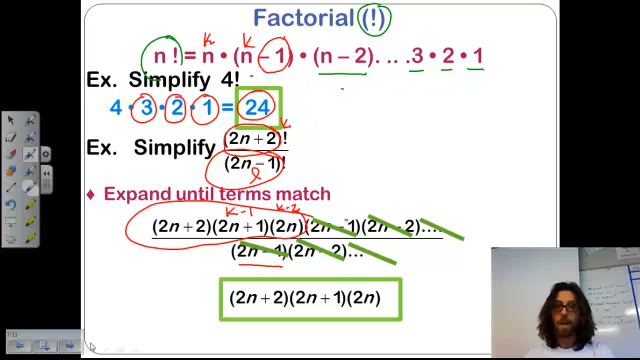 Factorial (!)
k k
n! = n • (n – 1) • (n – 2). . . .3 • 2 • 1
Ex. Simplify 4!
4 • 3 • 2 • 1 = 24
Ex. Simplify (2n + 2)! k
(2n – 1)!
l
♦ Expand until terms match
k-1 k-2
(2n + 2)(2n + 1)(2n)(2n – 1)(2n – 2)....
(2n – 1)(2n – 2)...
(2n + 2)(2n + 1)(2n)